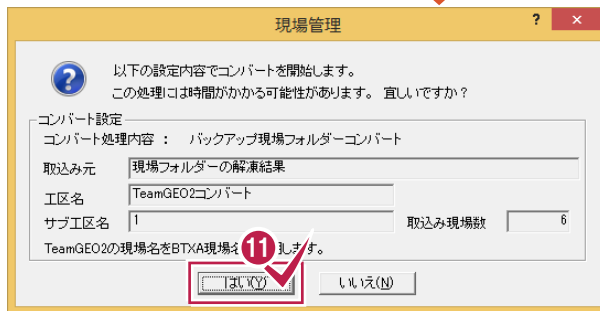 現場管理
? ×
以下の設定内容でコンバートを開始します。
この処理には時間がかかる可能性があります。 宜しいですか?
コンバート設定
コンバート処理内容 : バックアップ現場フォルダーコンバート
取込み元 現場フォルダーの解凍結果
工区名 TeamGEO2コンバート
サブ工区名 1 取込み現場数 6
TeamGEO2の現場名をBTXA現場名 用します。
11
はい(Y) いいえ(N)